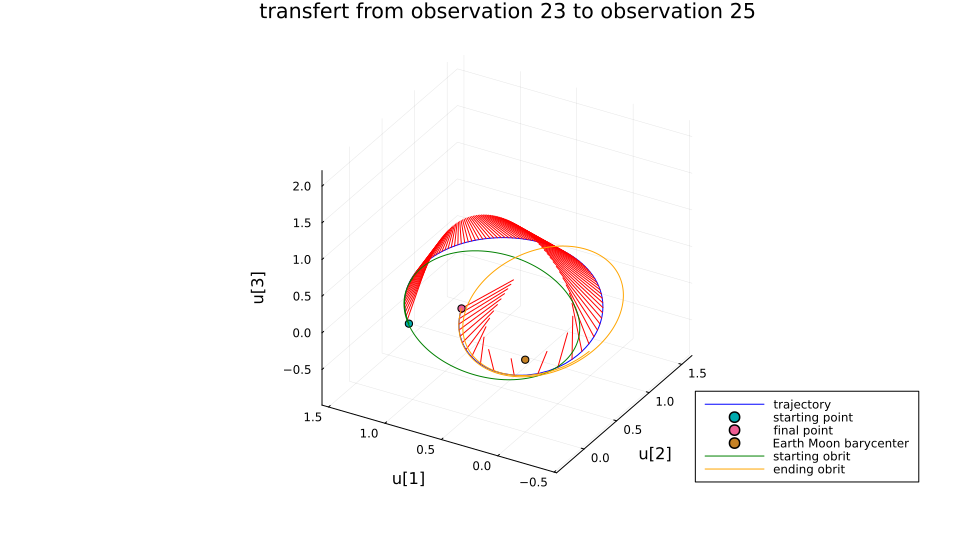 transfert from observation 23 to observation 25
2.0
1.5
1.0
0.5
0.0
−0.5
u[3]
1.5
1.0
0.5
0.0
−0.5
u[1]
1.5
1.0
0.5
0.0
u[2]
trajectory
starting point
final point
Earth Moon barycenter
starting obrit
ending obrit